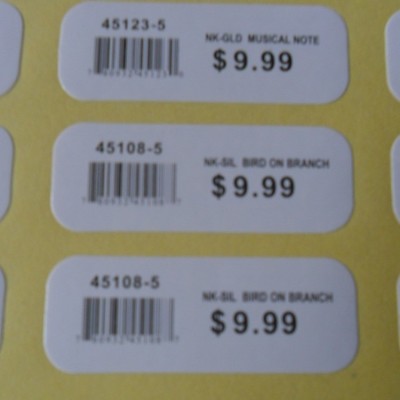 45123-5
NK-GLD MUSICAL NOTE
$9.99
45108-5
NK-SIL BIRD ON BRANCH
$9.99
45108-5
NK-SIL BIRD ON BRANCH
$9.99